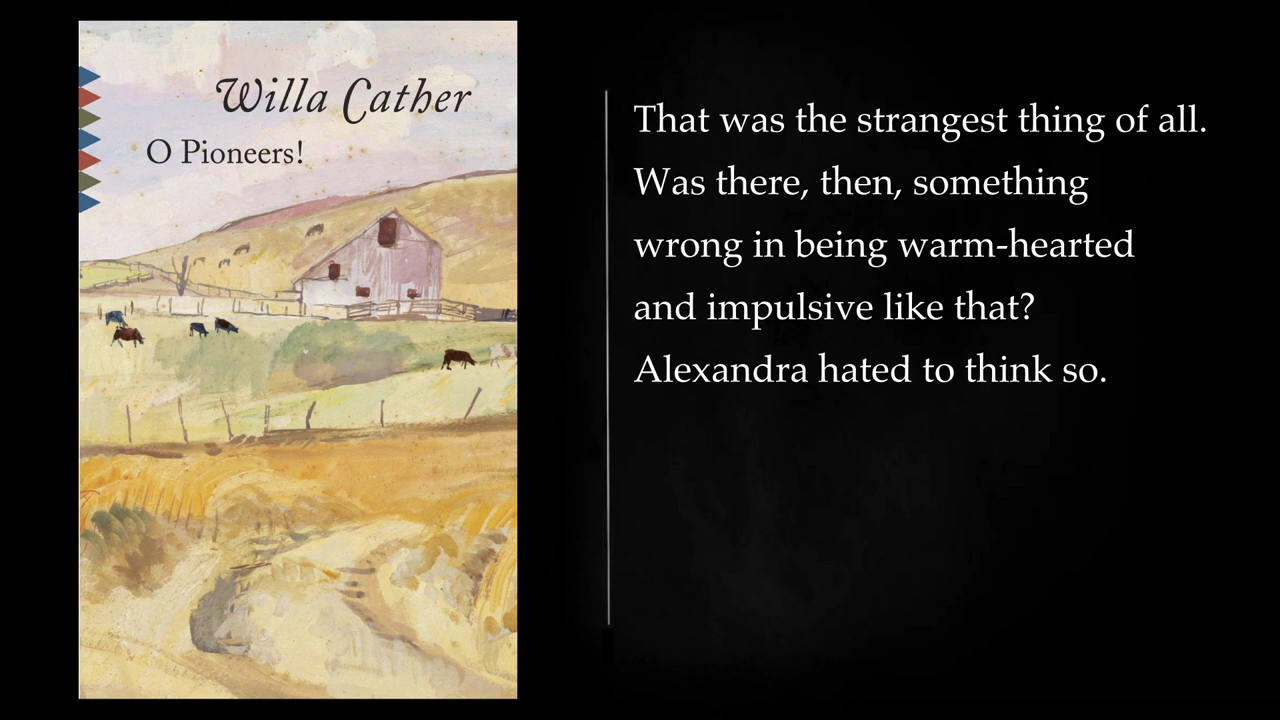 Willa Cather
O Pioneers!
That was the strangest thing of all.
Was there, then, something
wrong in being warm-hearted
and impulsive like that?
Alexandra hated to think so.